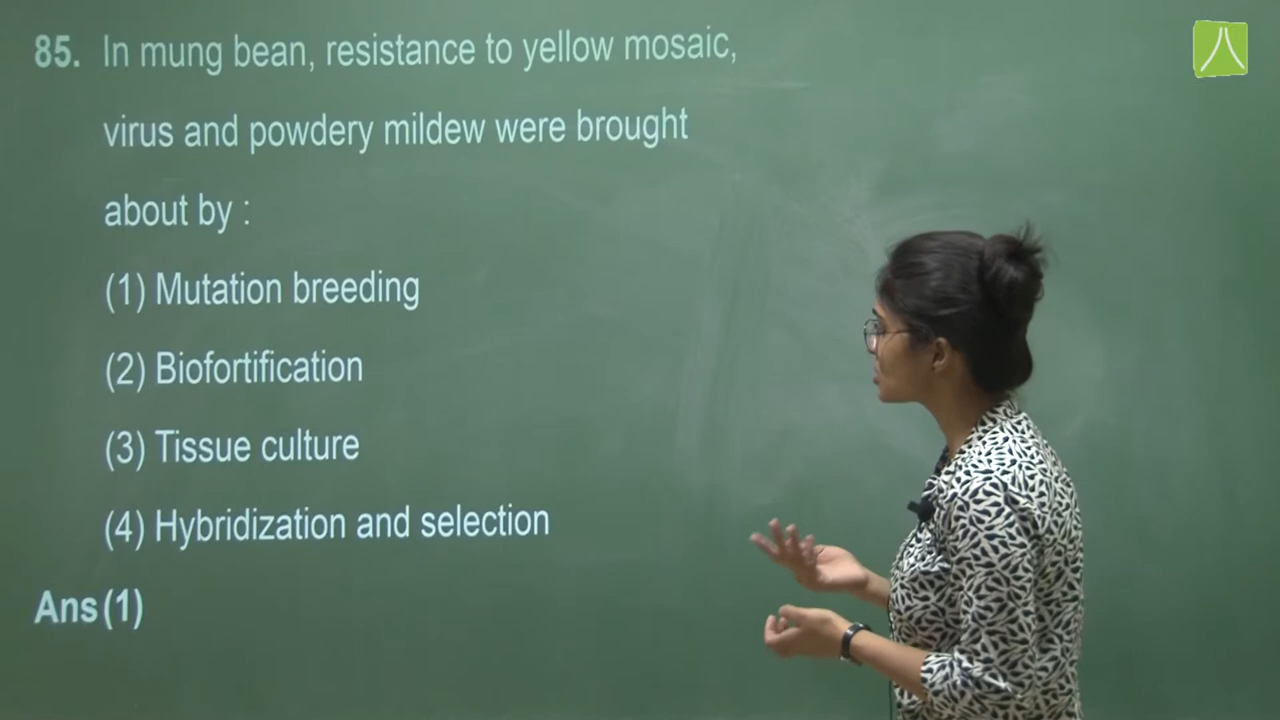 85. In mung bean, resistance to yellow mosaic,
virus and powdery mildew were brought
about by :
(1) Mutation breeding
(2) Biofortification
(3) Tissue culture
(4) Hybridization and selection
Ans (1)